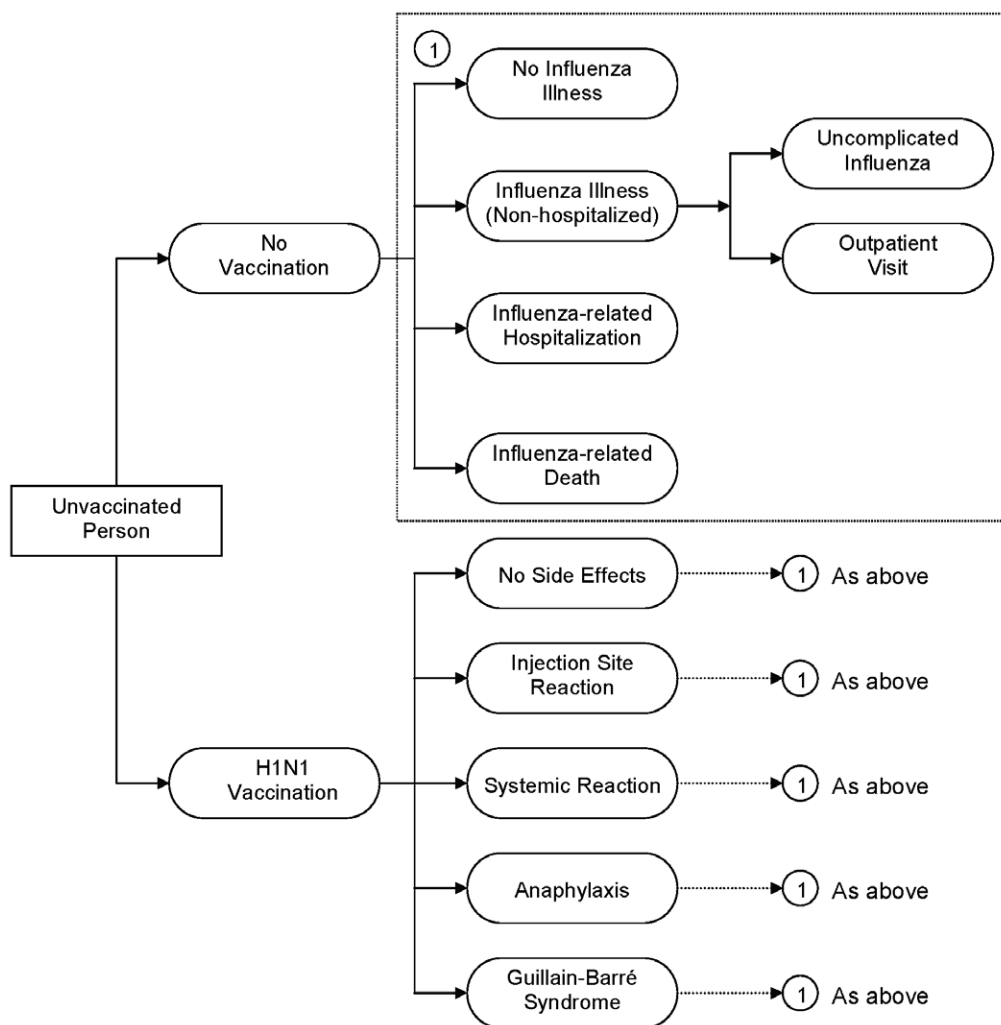 1
No Influenza
Illness
Uncomplicated
Influenza
Influenza Illness
(Non-hospitalized)
No
Vaccination
Outpatient
Visit
Influenza-related
Hospitalization
Influenza-related
Death
Unvaccinated
Person
No Side Effects
1 As above
Injection Site
Reaction
1 As above
H1N1
Vaccination
Systemic Reaction
1 As above
Anaphylaxis
1 As above
Guillain-Barré
Syndrome
1 As above